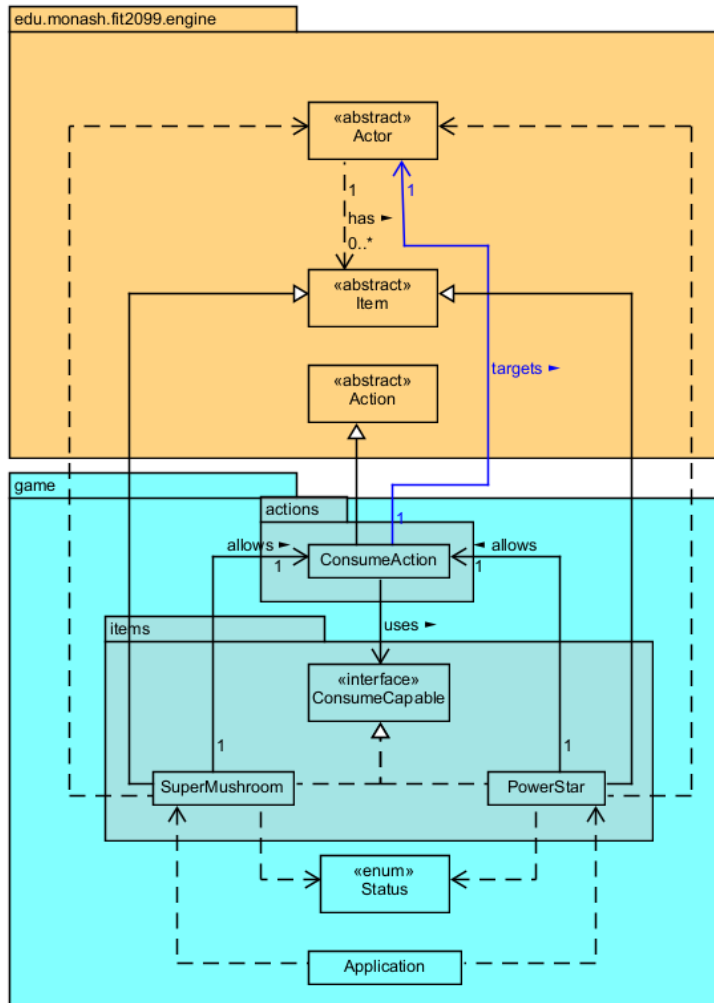 edu.monash.fit2099.engine
«abstract»
Actor
1
1
has ►
0..*
«abstract»
Item
targets ►
«abstract»
Action
game
actions
1
allows ►
◄ allows
1
ConsumeAction
1
uses ►
items
«interface»
ConsumeCapable
1
1
SuperMushroom
PowerStar
«enum»
Status
Application